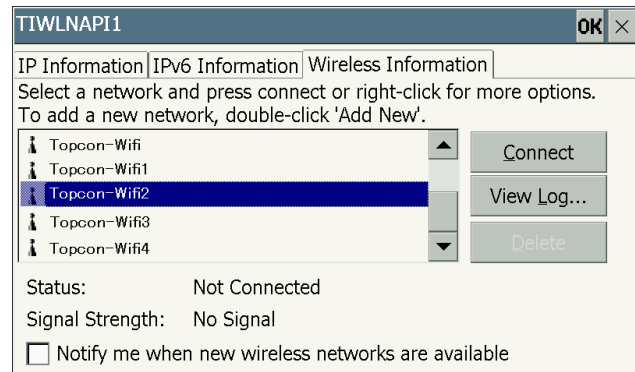 TIWLNAPI1 OK ×
IP Information IPv6 Information Wireless Information
Select a network and press connect or right-click for more options.
To add a new network, double-click 'Add New'.
Topcon-Wifi
Topcon-Wifi1
Topcon-Wifi2
Topcon-Wifi3
Topcon-Wifi4
Connect
View Log...
Delete
Status: Not Connected
Signal Strength: No Signal
Notify me when new wireless networks are available